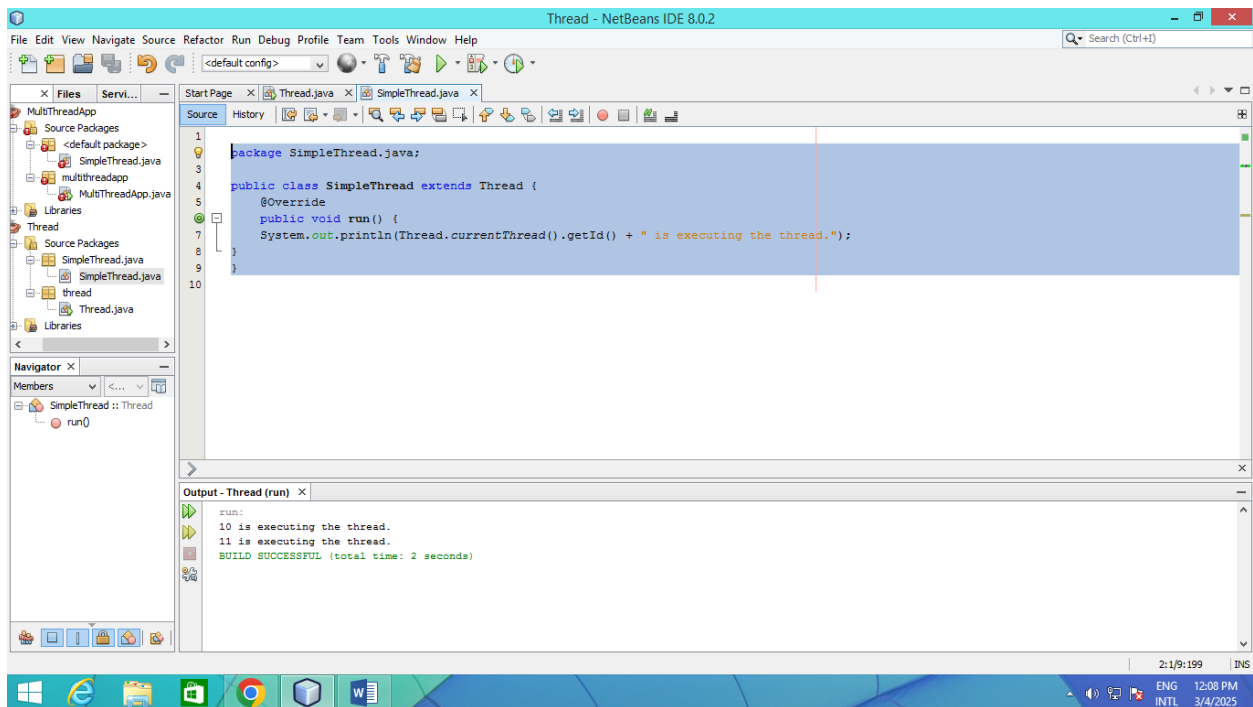 Thread - NetBeans IDE 8.0.2
File Edit View Navigate Source Refactor Run Debug Profile Team Tools Window Help
Search (Ctrl+I)
<default config>
Files Servi...
Start Page Thread.java SimpleThread.java
MultiThreadApp
Source Packages
<default package>
SimpleThread.java
multithreadapp
MultiThreadApp.java
Libraries
Thread
Source Packages
SimpleThread.java
SimpleThread.java
thread
Thread.java
Libraries
Source History
1
package SimpleThread.java;
3
4 public class SimpleThread extends Thread {
5 @Override
public void run() {
7 System.out.println(Thread.currentThread().getId() + " is executing the thread.");
8 }
9 }
10
Navigator
Members <...
SimpleThread :: Thread
run()
Output - Thread (run)
run:
10 is executing the thread.
11 is executing the thread.
BUILD SUCCESSFUL (total time: 2 seconds)
2:1/9:199 INS
ENG 12:08 PM
INTL 3/4/2025